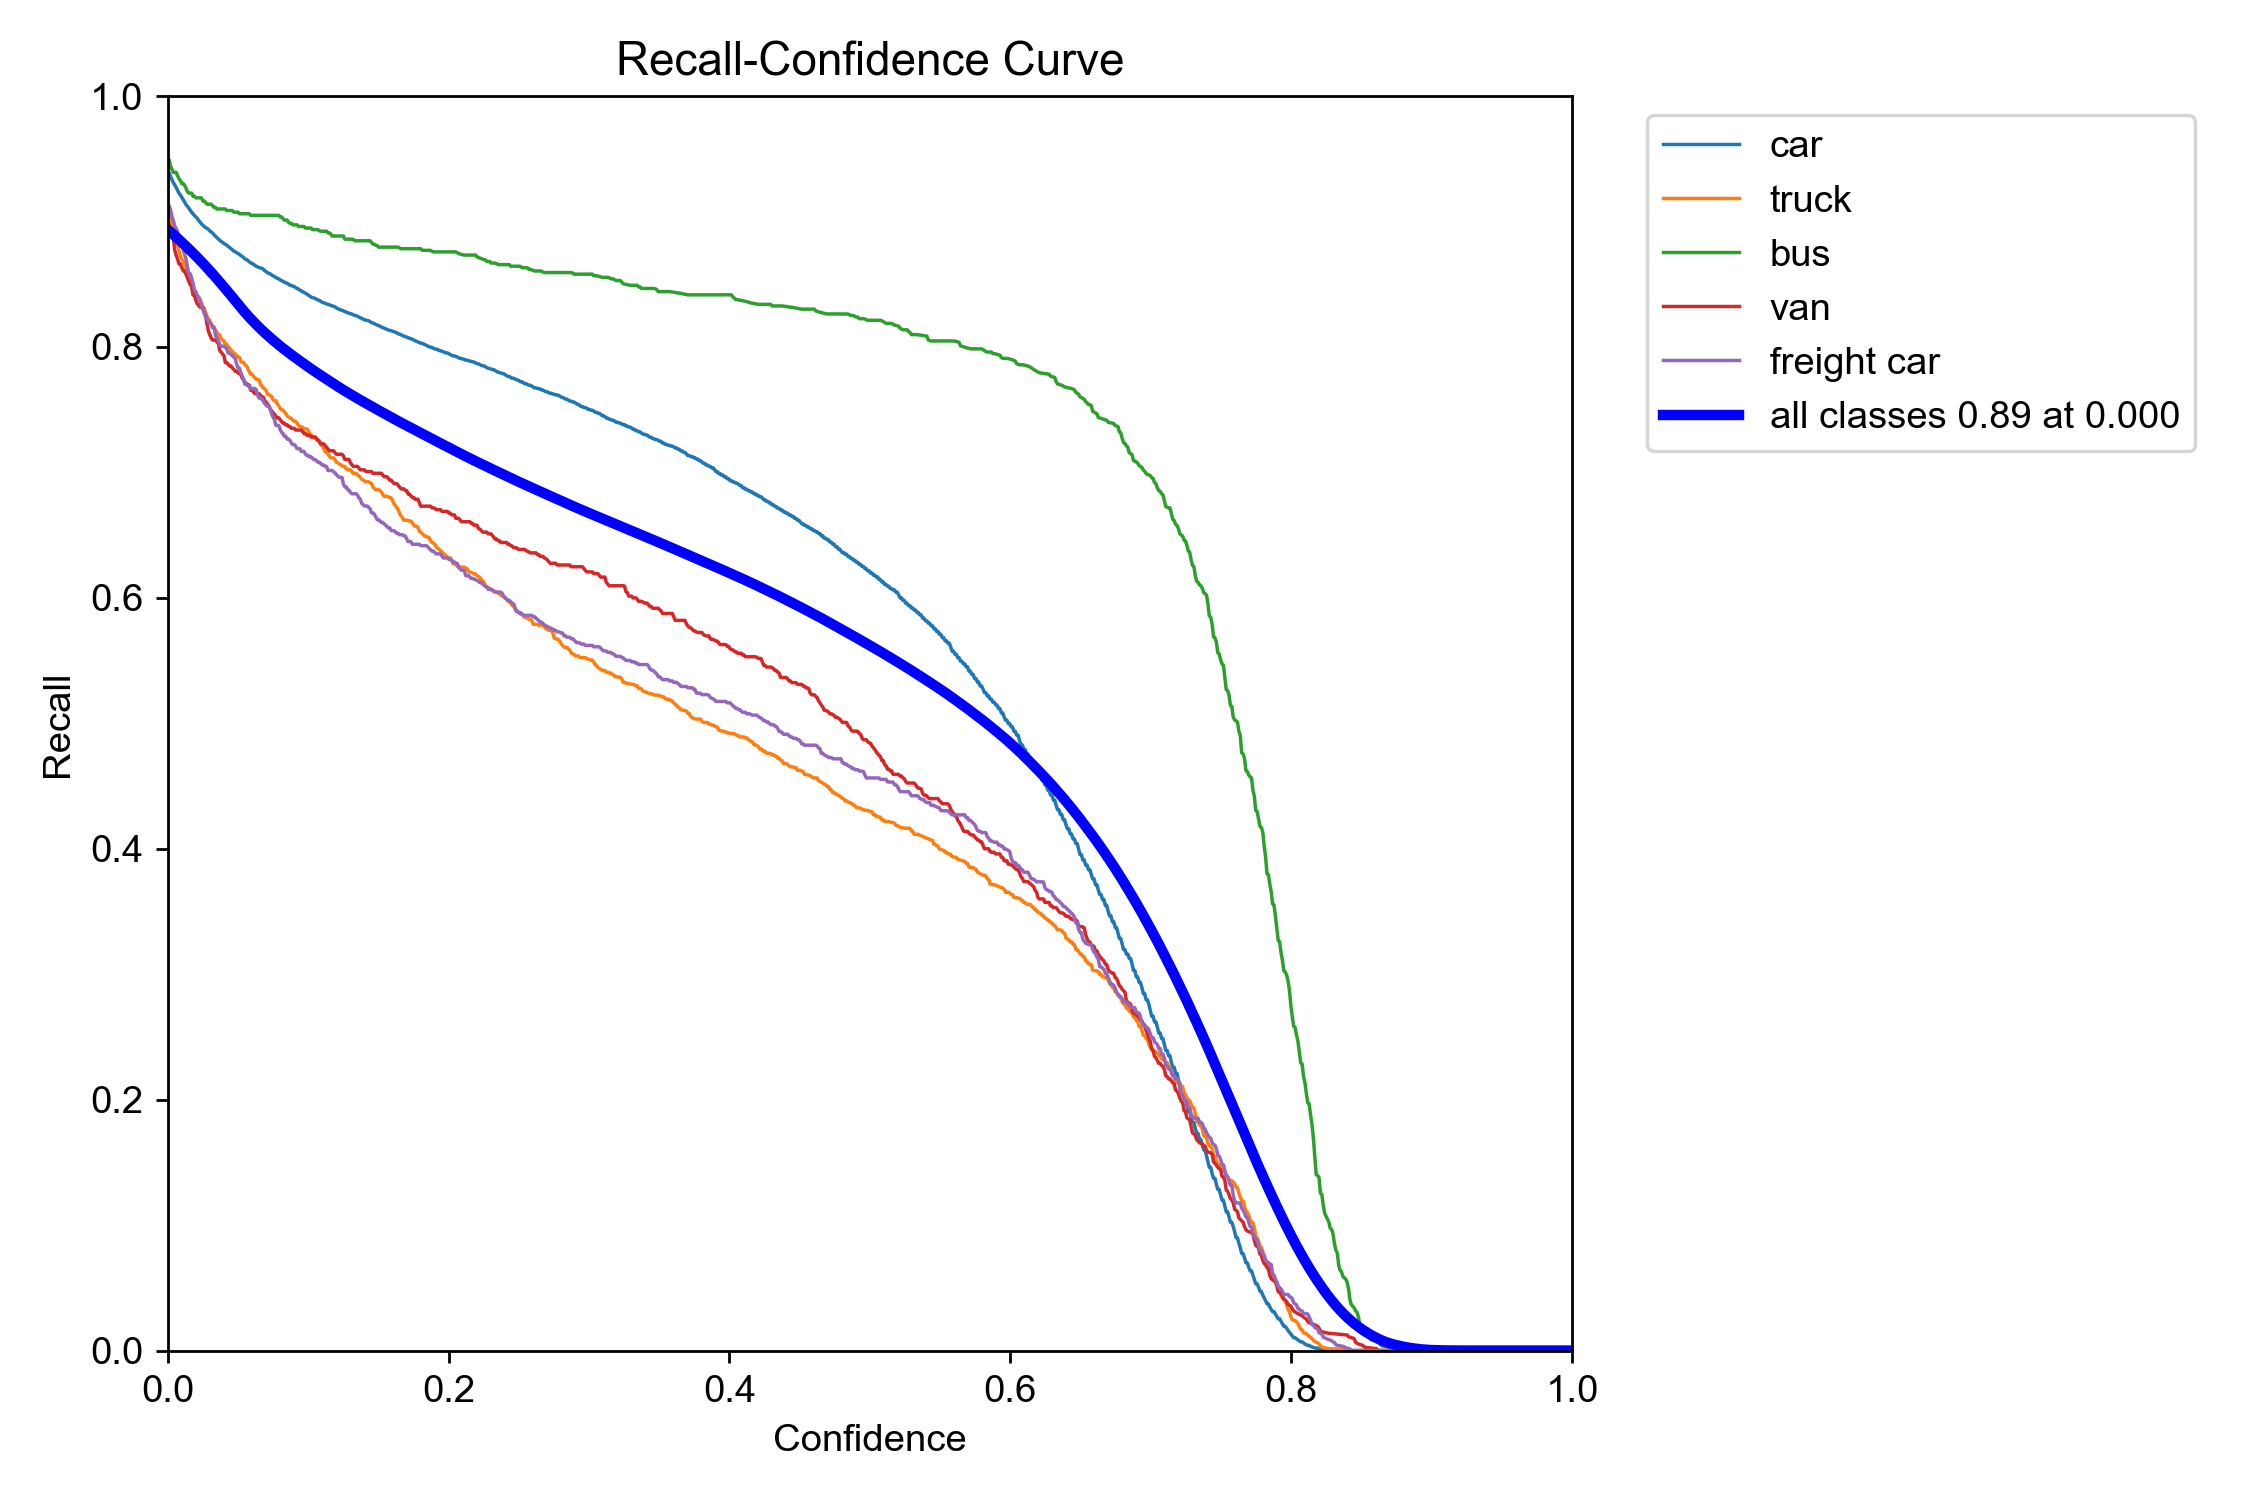 Recall-Confidence Curve
1.0
0.8
0.6
0.4
0.2
0.0
Recall
0.0 0.2 0.4 0.6 0.8 1.0
Confidence
car
truck
bus
van
freight car
all classes 0.89 at 0.000